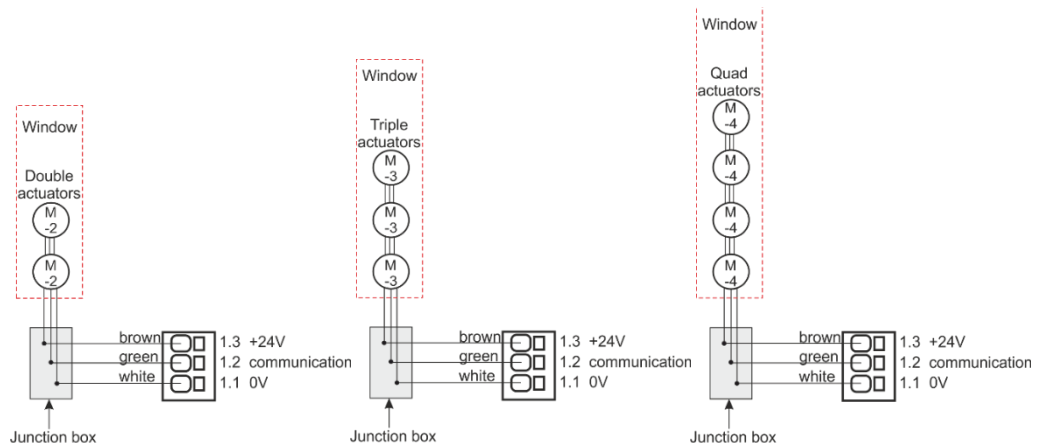 Window
Double
actuators
M
-2
M
-2
brown
1.3 +24V
green
1.2 communication
white
1.1 0V
Junction box
Window
Triple
actuators
M
-3
M
-3
M
-3
brown
1.3 +24V
green
1.2 communication
white
1.1 0V
Junction box
Window
Quad
actuators
M
-4
M
-4
M
-4
M
-4
brown
1.3 +24V
green
1.2 communication
white
1.1 0V
Junction box